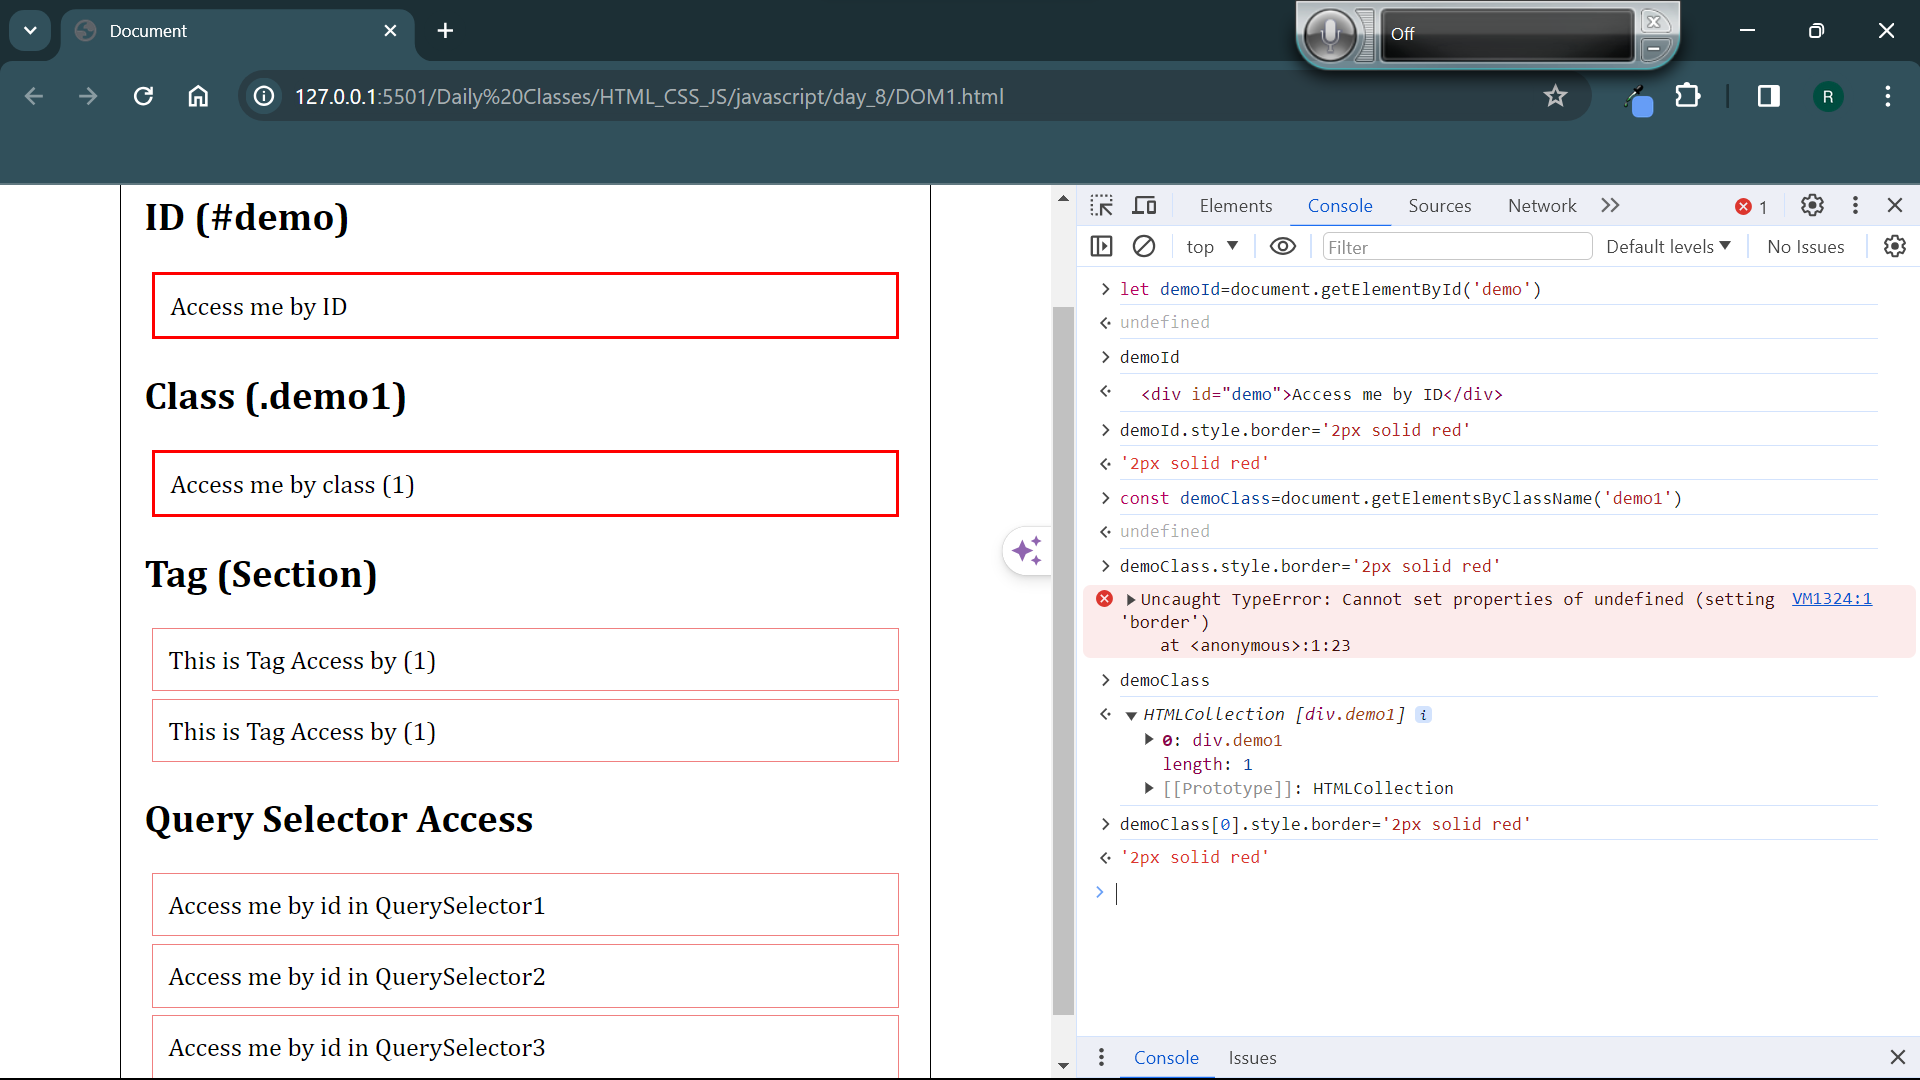 Document
Off
127.0.0.1:5501/Daily%20Classes/HTML_CSS_JS/javascript/day_8/DOM1.html
R
ID (#demo)
Access me by ID
Class (.demo1)
Access me by class (1)
Tag (Section)
This is Tag Access by (1)
This is Tag Access by (1)
Query Selector Access
Access me by id in QuerySelector1
Access me by id in QuerySelector2
Access me by id in QuerySelector3
Elements Console Sources Network 1
top Filter Default levels No Issues
let demoId=document.getElementById('demo')
undefined
demoId
<div id="demo">Access me by ID</div>
demoId.style.border='2px solid red'
'2px solid red'
const demoClass=document.getElementsByClassName('demo1')
undefined
demoClass.style.border='2px solid red'
Uncaught TypeError: Cannot set properties of undefined (setting VM1324:1
'border')
at <anonymous>:1:23
demoClass
HTMLCollection [div.demo1] i
0: div.demo1
length: 1
[[Prototype]]: HTMLCollection
demoClass[0].style.border='2px solid red'
'2px solid red'
Console Issues